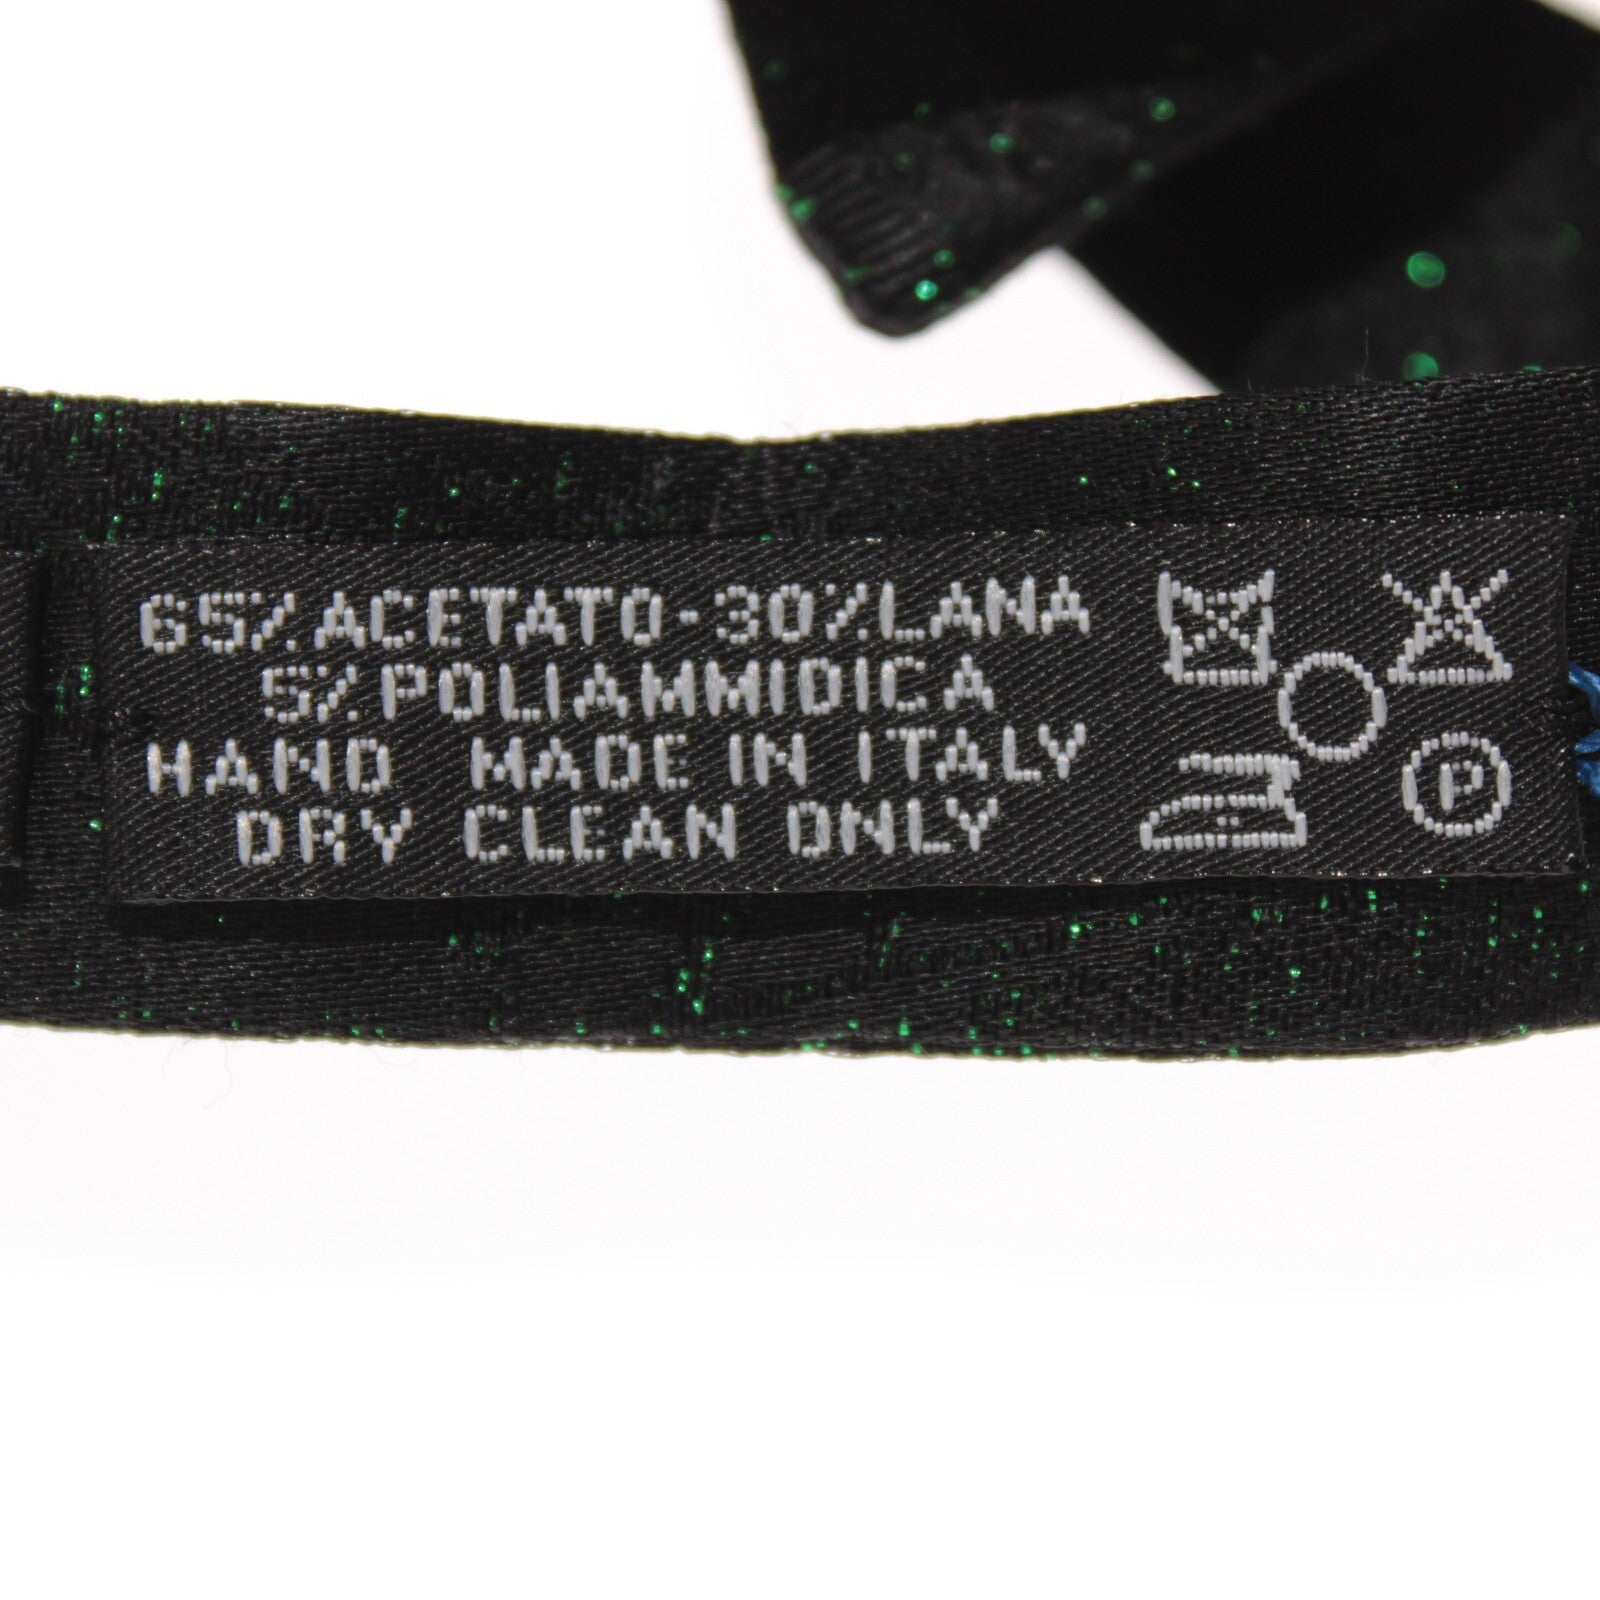 65% ACETATO-30% LANA
5% POLIAMMIDICA
HAND MADE IN ITALY
DRY CLEAN ONLY
P